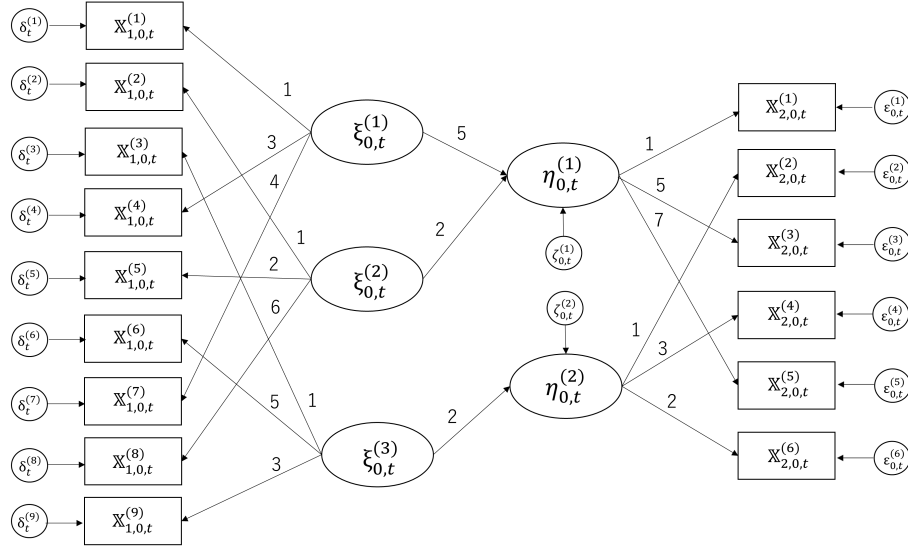 δ_t^(1) 𝕏_{1,0,t}^(1)
δ_t^(2) 𝕏_{1,0,t}^(2)
δ_t^(3) 𝕏_{1,0,t}^(3)
δ_t^(4) 𝕏_{1,0,t}^(4)
δ_t^(5) 𝕏_{1,0,t}^(5)
δ_t^(6) 𝕏_{1,0,t}^(6)
δ_t^(7) 𝕏_{1,0,t}^(7)
δ_t^(8) 𝕏_{1,0,t}^(8)
δ_t^(9) 𝕏_{1,0,t}^(9)
1
3
4
1
2
6
1
5
3
ξ_{0,t}^(1)
ξ_{0,t}^(2)
ξ_{0,t}^(3)
5
2
2
η_{0,t}^(1)
ζ_{0,t}^(1)
ζ_{0,t}^(2)
η_{0,t}^(2)
1
5
7
1
3
2
𝕏_{2,0,t}^(1) ε_{0,t}^(1)
𝕏_{2,0,t}^(2) ε_{0,t}^(2)
𝕏_{2,0,t}^(3) ε_{0,t}^(3)
𝕏_{2,0,t}^(4) ε_{0,t}^(4)
𝕏_{2,0,t}^(5) ε_{0,t}^(5)
𝕏_{2,0,t}^(6) ε_{0,t}^(6)